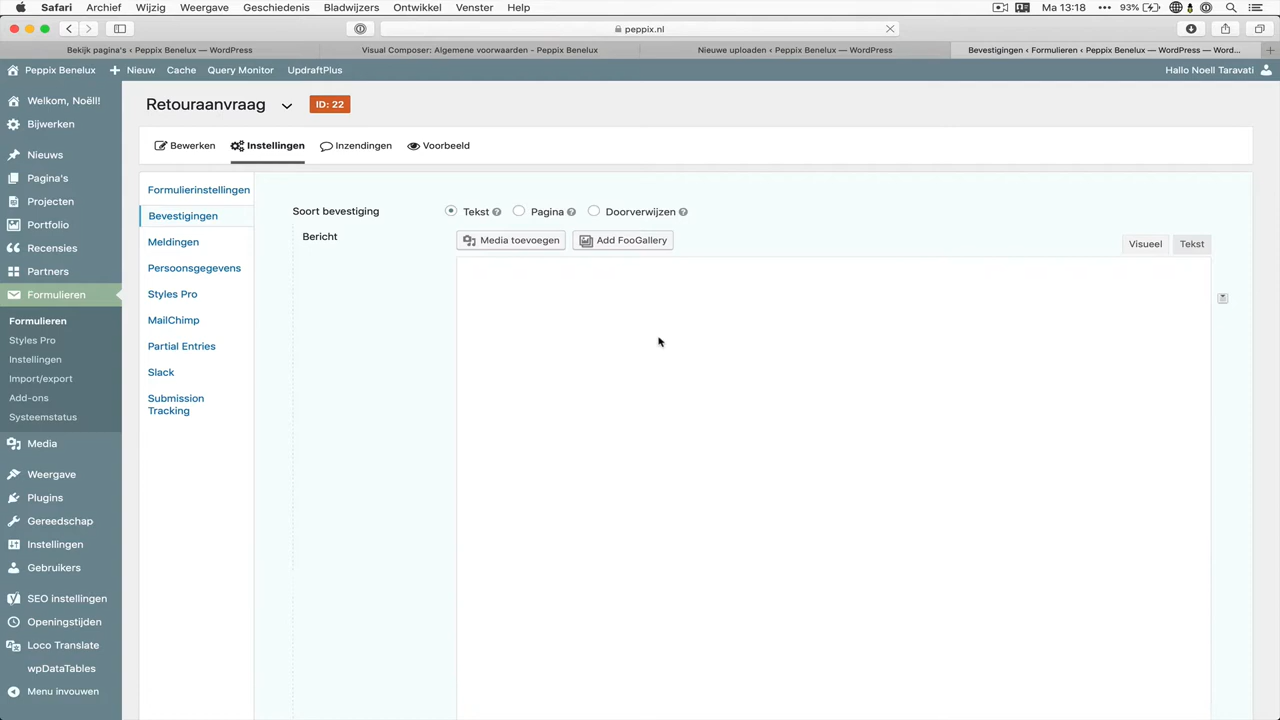 Safari Archief Wijzig Weergave Geschiedenis Bladwijzers Ontwikkel Venster Help Ma 13:18 93%
peppix.nl
Bekijk pagina's ‹ Peppix Benelux — WordPress Visual Composer: Algemene voorwaarden - Peppix Benelux Nieuwe uploaden ‹ Peppix Benelux — WordPress Bevestigingen ‹ Formulieren ‹ Peppix Benelux — WordPress — Word...
Peppix Benelux Nieuw Cache Query Monitor UpdraftPlus Hallo Noell Taravati
Welkom, Noëll!
Bijwerken
Nieuws
Pagina's
Projecten
Portfolio
Recensies
Partners
Formulieren
Formulieren
Styles Pro
Instellingen
Import/export
Add-ons
Systeemstatus
Media
Weergave
Plugins
Gereedschap
Instellingen
Gebruikers
SEO instellingen
Openingstijden
Loco Translate
wpDataTables
Menu invouwen
Retouraanvraag ID: 22
Bewerken Instellingen Inzendingen Voorbeeld
Formulierinstellingen
Bevestigingen
Meldingen
Persoonsgegevens
Styles Pro
MailChimp
Partial Entries
Slack
Submission
Tracking
Soort bevestiging Tekst Pagina Doorverwijzen
Bericht Media toevoegen Add FooGallery Visueel Tekst